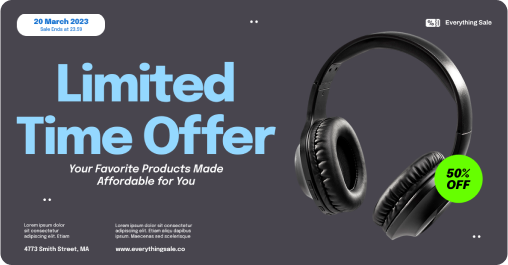 20 March 2023
Sale Ends at 23:59
% Everything Sale
Limited
Time Offer
Your Favorite Products Made
Affordable for You
50%
OFF
Lorem ipsum dolor
sit consectetur
adipiscing elit. Etiam
4773 Smith Street, MA
Lorem ipsum dolor sit consectetur
adipiscing elit. Etiam aliqu dapibus
ipsum. Maecenas sed scelerisque
www.everythingsale.co